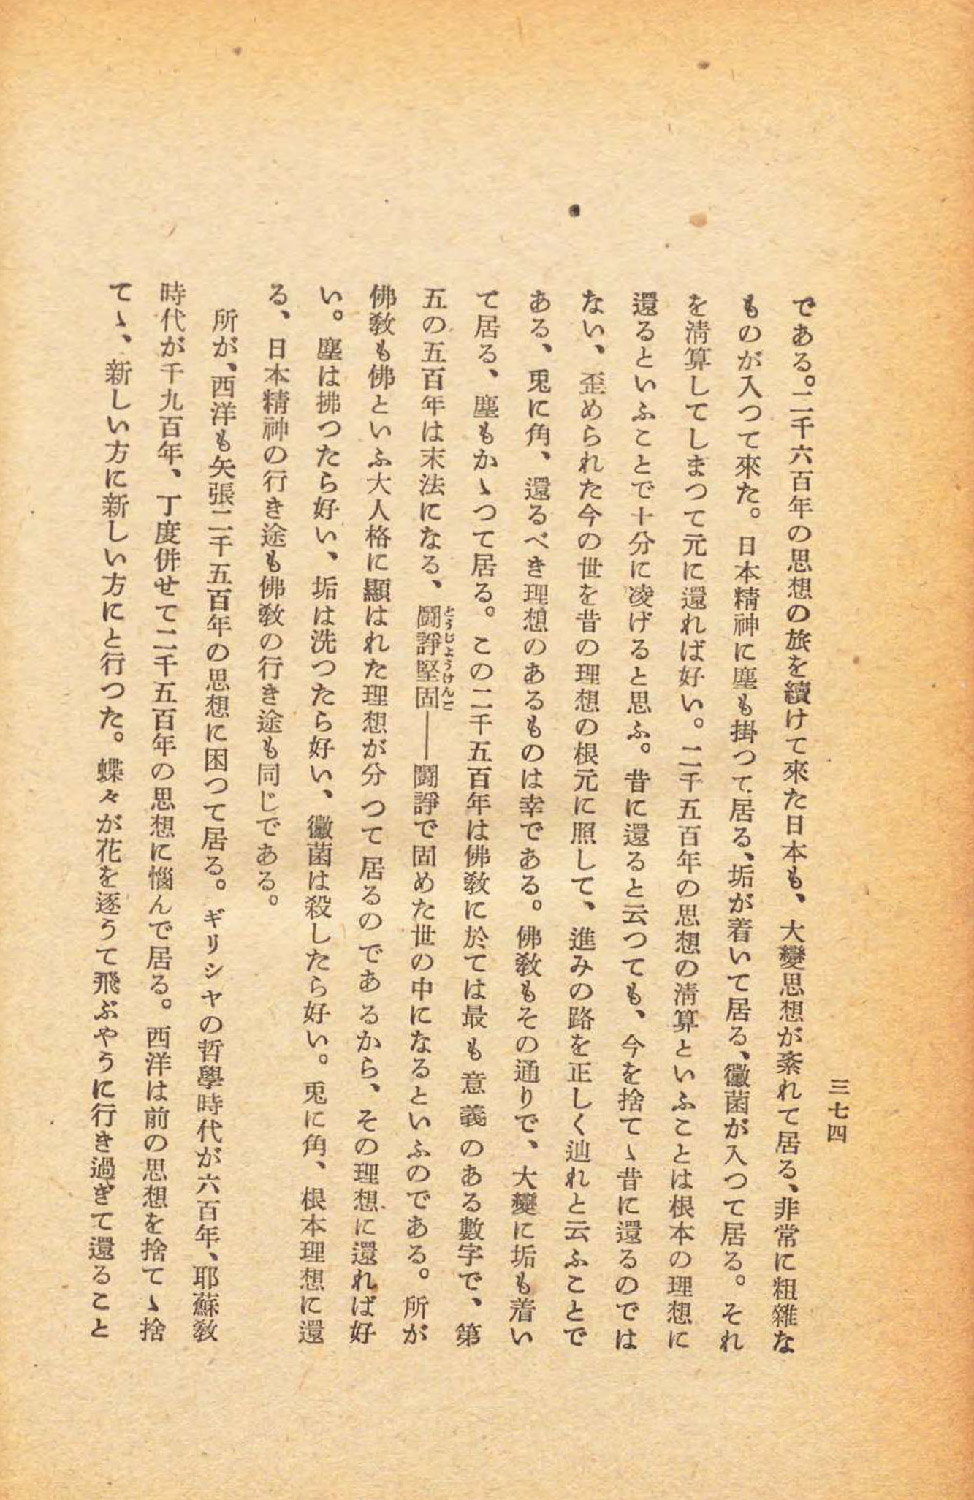 三七四
である。二千六百年の思想の旅を續けて來た日本も、大變思想が紊れて居る、非常に粗雜な
ものが入つて來た。日本精神に塵も掛つて居る、垢が着いて居る、黴菌が入つて居る。それ
を淸算してしまつて元に還れば好い。二千五百年の思想の淸算といふことは根本の理想に
還るといふことで十分に凌げると思ふ。昔に還ると云つても、今を捨てゝ昔に還るのでは
ない、歪められた今の世を昔の理想の根元に照して、進みの路を正しく辿れと云ふことで
ある、兎に角、還るべき理想のあるものは幸である。佛敎もその通りで、大變に垢も着い
て居る、塵もかゝつて居る。この二千五百年は佛敎に於ては最も意義のある數字で、第
五の五百年は末法になる、鬪諍堅固とうじょうけんご――鬪諍で固めた世の中になるといふのである。所が
佛敎も佛といふ大人格に顯はれた理想が分つて居るのであるから、その理想に還れば好
い。塵は拂つたら好い、垢は洗つたら好い、黴菌は殺したら好い。兎に角、根本理想に還
る、日本精神の行き途も佛敎の行き途も同じである。
所が、西洋も矢張二千五百年の思想に困つて居る。ギリシヤの哲學時代が六百年、耶蘇敎
時代が千九百年、丁度併せて二千五百年の思想に惱んで居る。西洋は前の思想を捨てゝ捨
てゝ、新しい方に新しい方にと行つた。蝶々が花を逐うて飛ぶやうに行き過ぎて還ること